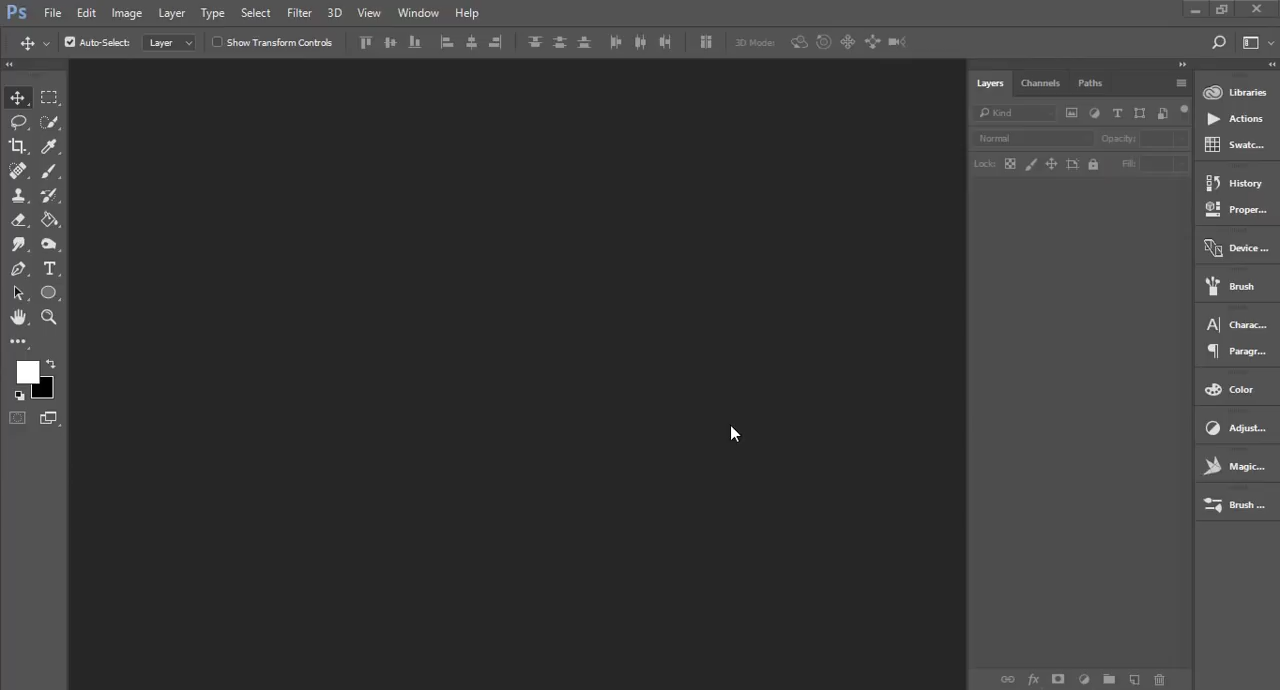 Ps File Edit Image Layer Type Select Filter 3D View Window Help
Auto-Select: Layer Show Transform Controls 3D Mode:
Layers Channels Paths
Kind
Normal Opacity:
Lock: Fill:
Libraries
Actions
Swatc...
History
Proper...
Device ...
Brush
Charac...
Paragr...
Color
Adjust...
Magic...
Brush ...